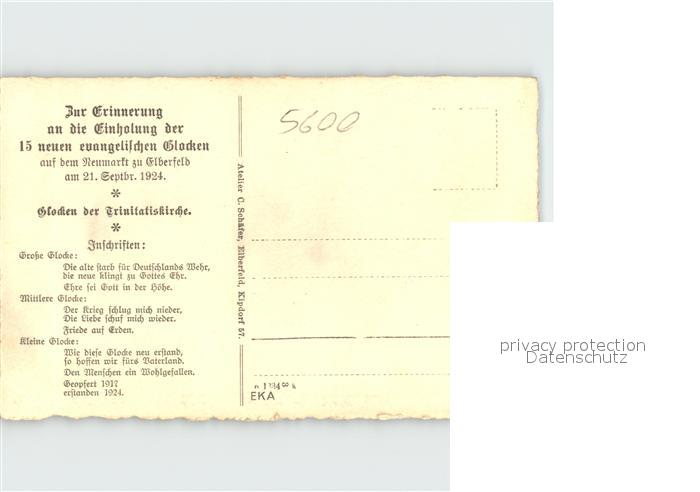 Zur Erinnerung
an die Einholung der
15 neuen evangelischen Glocken
auf dem Neumarkt zu Elberfeld
am 21. Septbr. 1924.
*
Glocken der Trinitatiskirche.
*
Inschriften:
Große Glocke:
Die alte starb für Deutschlands Wehr,
die neue klingt zu Gottes Ehr.
Ehre sei Gott in der Höhe.
Mittlere Glocke:
Der Krieg schlug mich nieder,
Die Liebe schuf mich wieder.
Friede auf Erden.
Kleine Glocke:
Wie diese Glocke neu erstand,
so hoffen wir fürs Vaterland.
Den Menschen ein Wohlgefallen.
Geopfert 1917
erstanden 1924.
Atelier C. Schäfer, Elberfeld, Kipdorf 57.
5600
EKA
privacy protection
Datenschutz